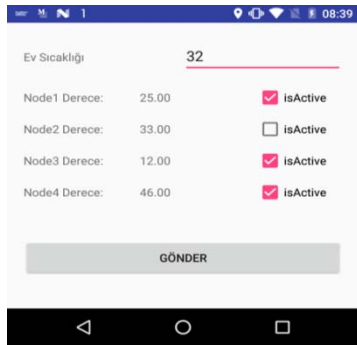 1 08:39
Ev Sıcaklığı 32
Node1 Derece: 25.00 isActive
Node2 Derece: 33.00 isActive
Node3 Derece: 12.00 isActive
Node4 Derece: 46.00 isActive
GÖNDER